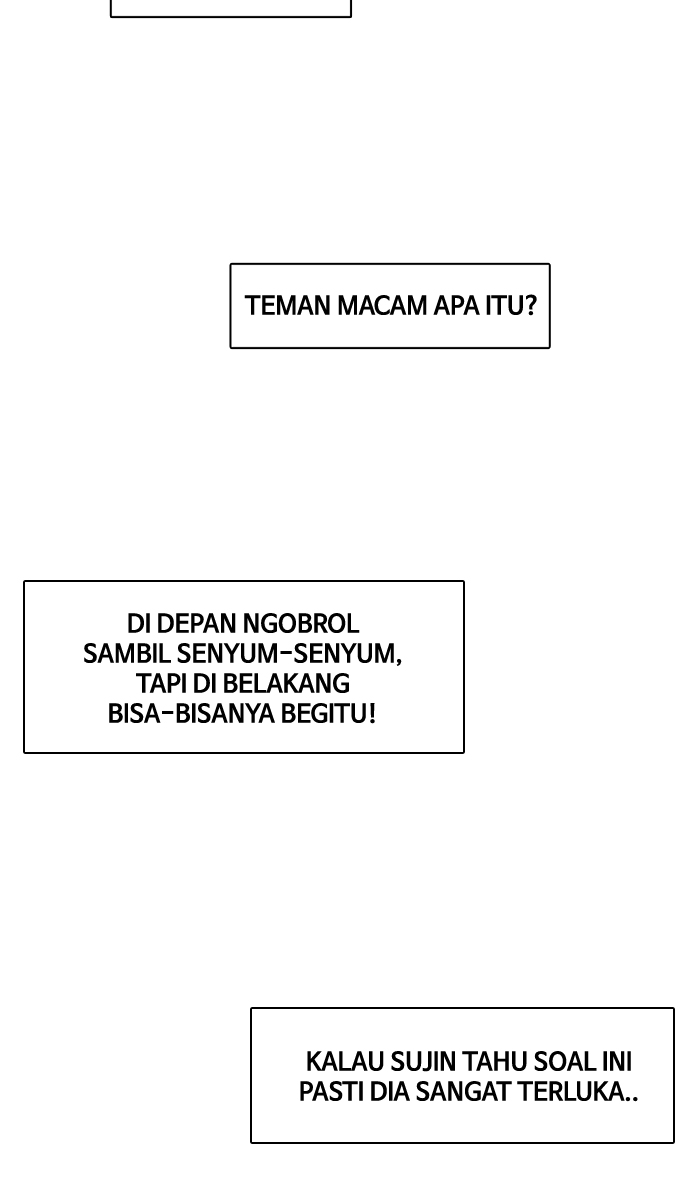 TEMAN MACAM APA ITU?
DI DEPAN NGOBROL
SAMBIL SENYUM-SENYUM,
TAPI DI BELAKANG
BISA-BISANYA BEGITU!
KALAU SUJIN TAHU SOAL INI
PASTI DIA SANGAT TERLUKA..